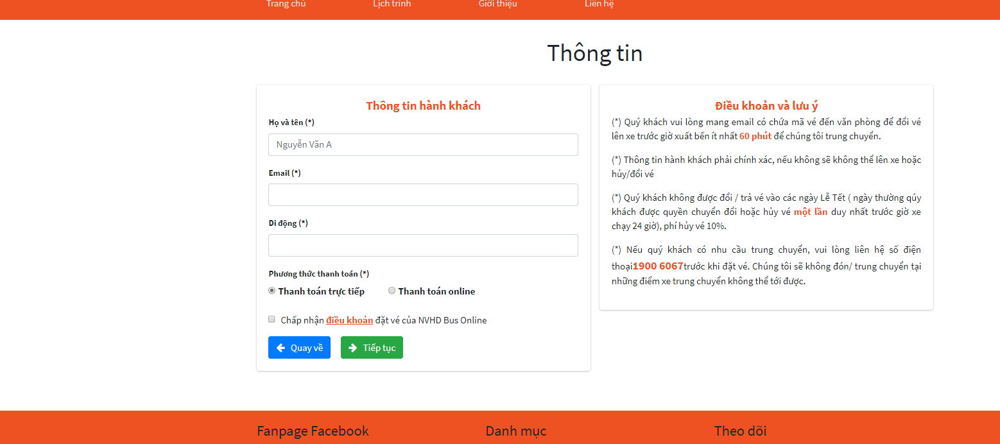 Trang chủ Lịch trình Giới thiệu Liên hệ
Thông tin
Thông tin hành khách
Họ và tên (*)
Nguyễn Văn A
Email (*)
Di động (*)
Phương thức thanh toán (*)
Thanh toán trực tiếp Thanh toán online
Chấp nhận điều khoản đặt vé của NVHD Bus Online
Quay về Tiếp tục
Điều khoản và lưu ý
(*) Quý khách vui lòng mang email có chứa mã vé đến văn phòng để đổi vé
lên xe trước giờ xuất bến ít nhất 60 phút để chúng tôi trung chuyển.
(*) Thông tin hành khách phải chính xác, nếu không sẽ không thể lên xe hoặc
hủy/đổi vé
(*) Quý khách không được đổi / trả vé vào các ngày Lễ Tết ( ngày thường qúy
khách được quyền chuyển đổi hoặc hủy vé một lần duy nhất trước giờ xe
chạy 24 giờ), phí hủy vé 10%.
(*) Nếu quý khách có nhu cầu trung chuyển, vui lòng liên hệ số điện
thoại1900 6067trước khi đặt vé. Chúng tôi sẽ không đón/ trung chuyển tại
những điểm xe trung chuyển không thể tới được.
Fanpage Facebook Danh mục Theo dõi